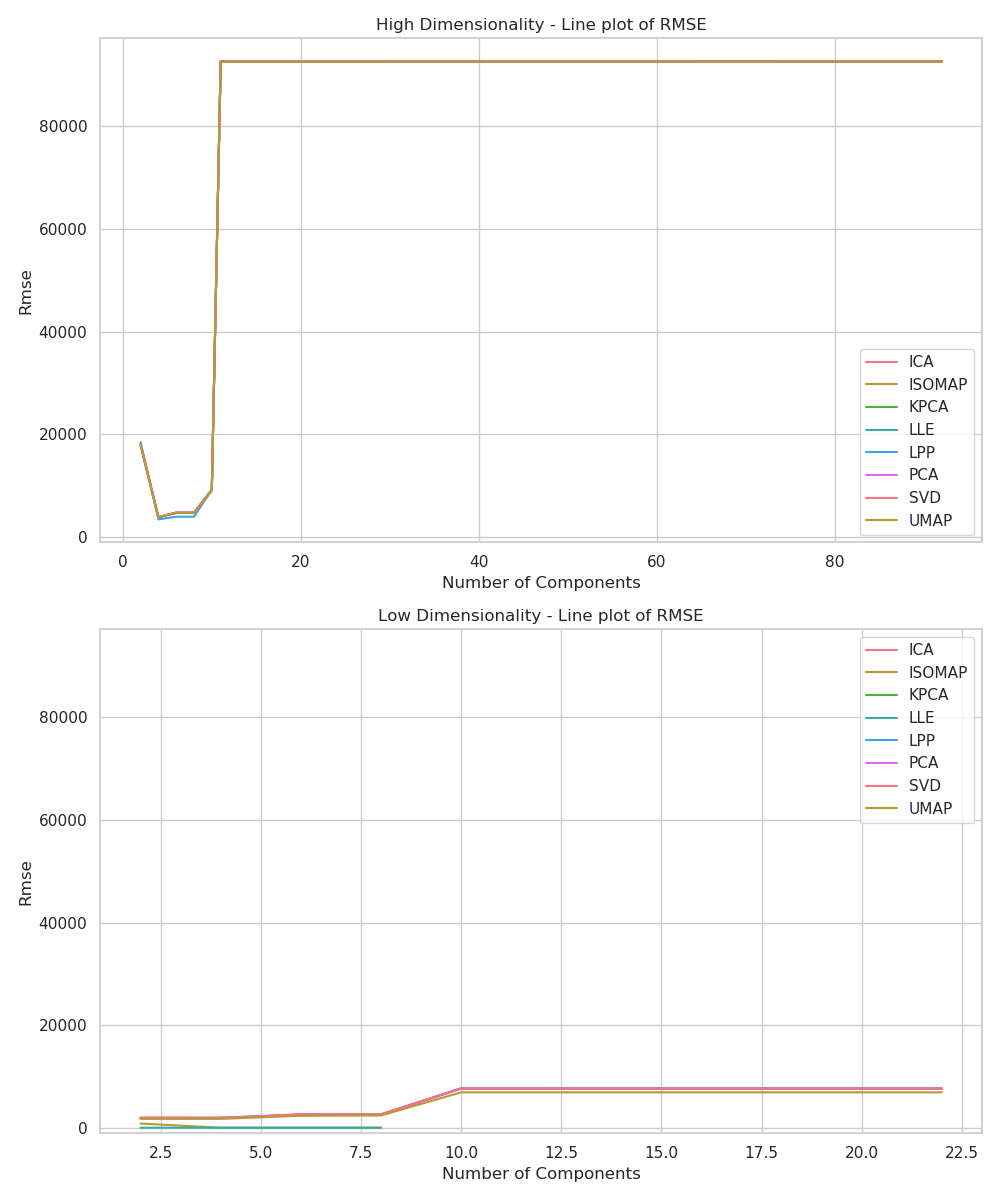 High Dimensionality - Line plot of RMSE
80000
60000
40000
20000
0
Rmse
ICA
ISOMAP
KPCA
LLE
LPP
PCA
SVD
UMAP
0 20 40 60 80
Number of Components
Low Dimensionality - Line plot of RMSE
80000
60000
40000
20000
0
Rmse
ICA
ISOMAP
KPCA
LLE
LPP
PCA
SVD
UMAP
2.5 5.0 7.5 10.0 12.5 15.0 17.5 20.0 22.5
Number of Components